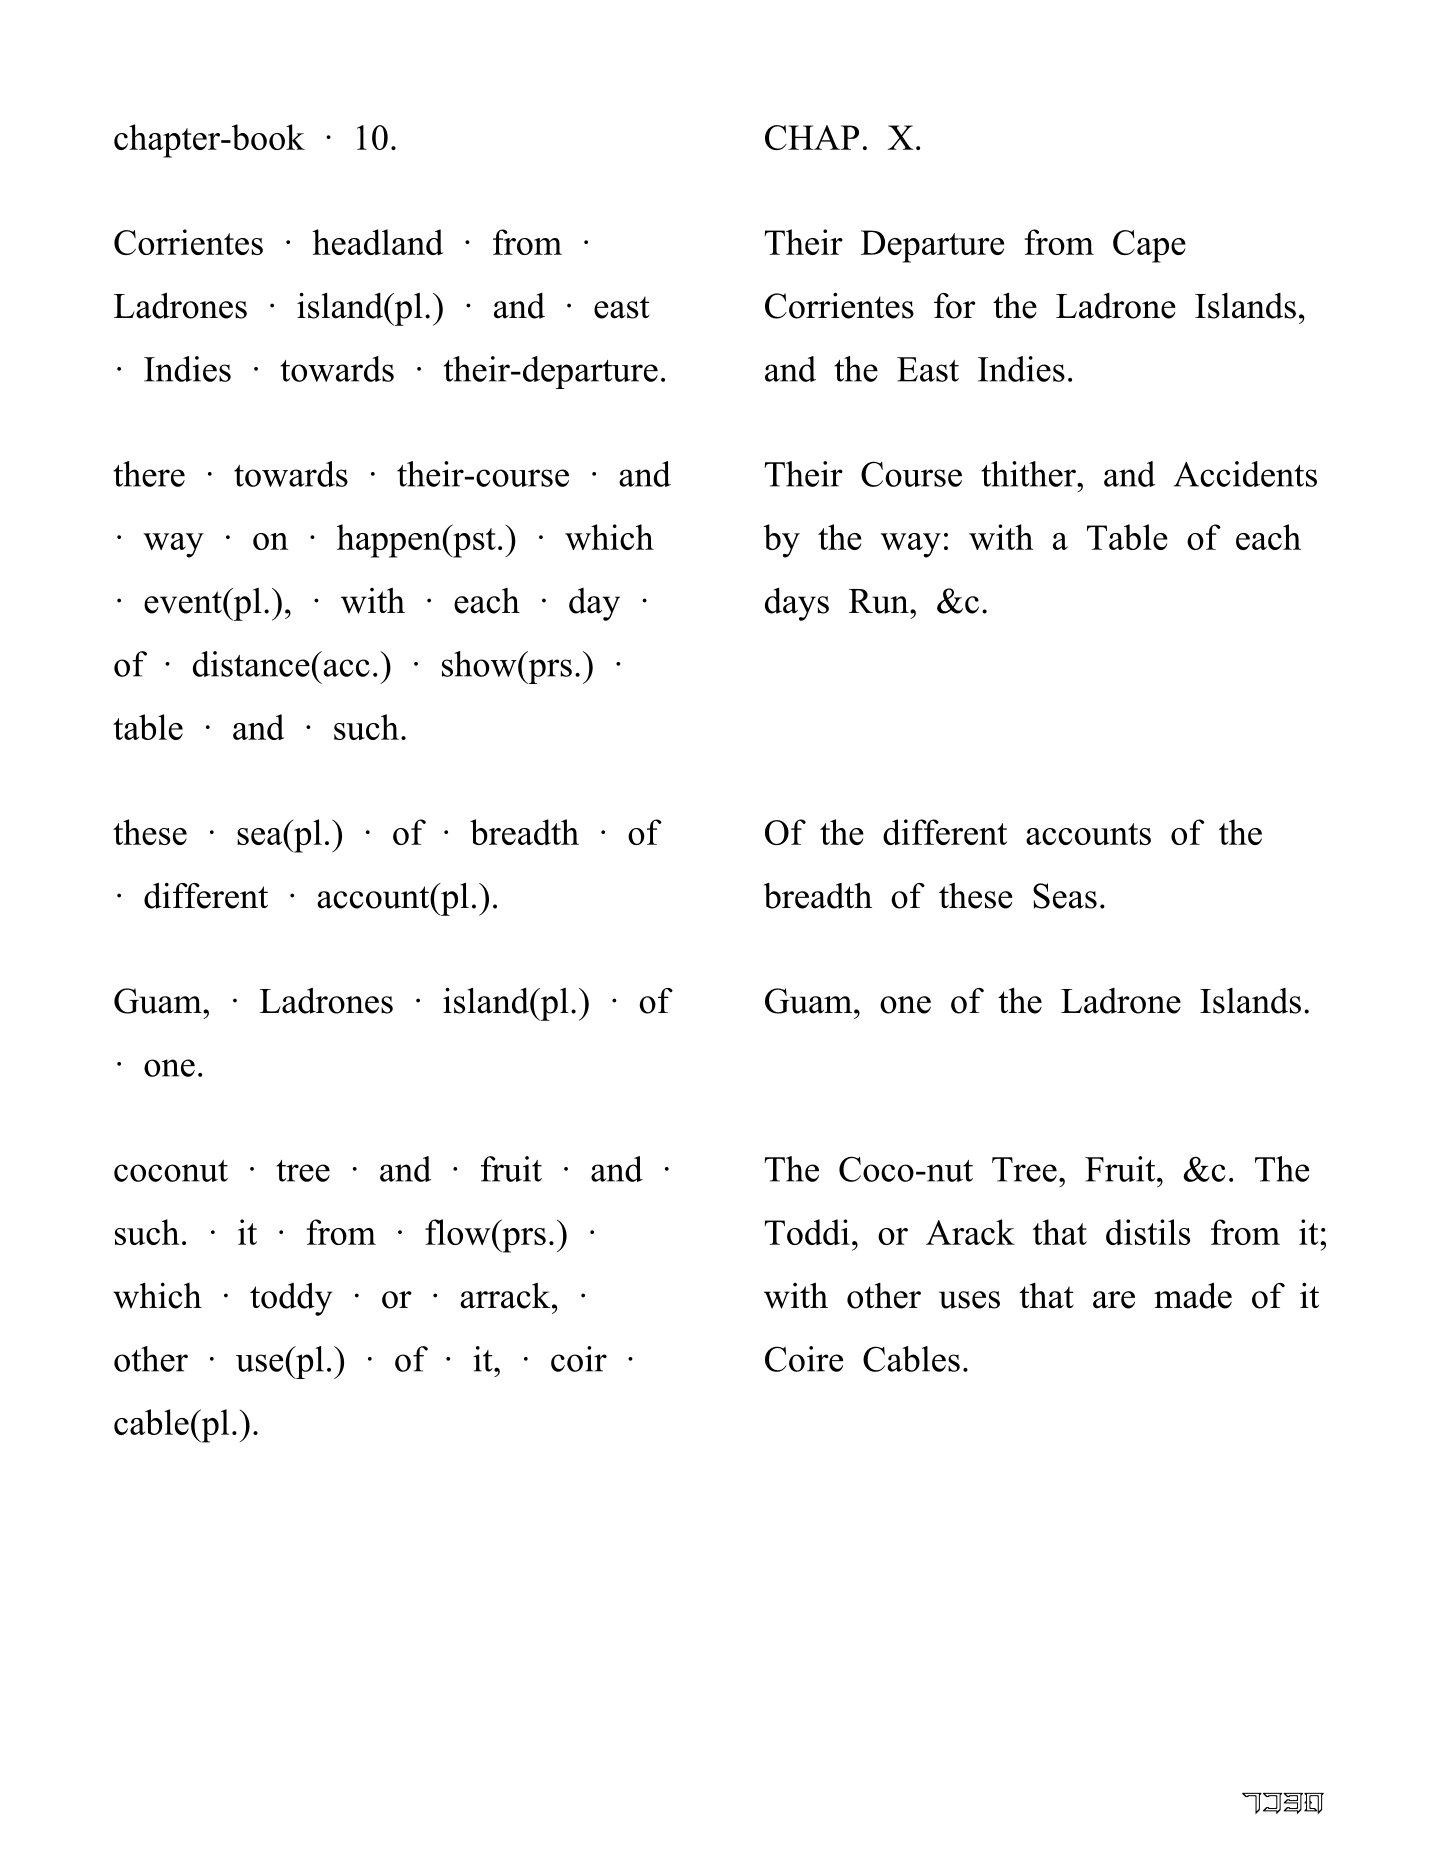 chapter-book · 10.
Corrientes · headland · from ·
Ladrones · island(pl.) · and · east
· Indies · towards · their-departure.
there · towards · their-course · and
· way · on · happen(pst.) · which
· event(pl.), · with · each · day ·
of · distance(acc.) · show(prs.) ·
table · and · such.
these · sea(pl.) · of · breadth · of
· different · account(pl.).
Guam, · Ladrones · island(pl.) · of
· one.
coconut · tree · and · fruit · and ·
such. · it · from · flow(prs.) ·
which · toddy · or · arrack, ·
other · use(pl.) · of · it, · coir ·
cable(pl.).
CHAP. X.
Their Departure from Cape
Corrientes for the Ladrone Islands,
and the East Indies.
Their Course thither, and Accidents
by the way: with a Table of each
days Run, &c.
Of the different accounts of the
breadth of these Seas.
Guam, one of the Ladrone Islands.
The Coco-nut Tree, Fruit, &c. The
Toddi, or Arack that distils from it;
with other uses that are made of it
Coire Cables.